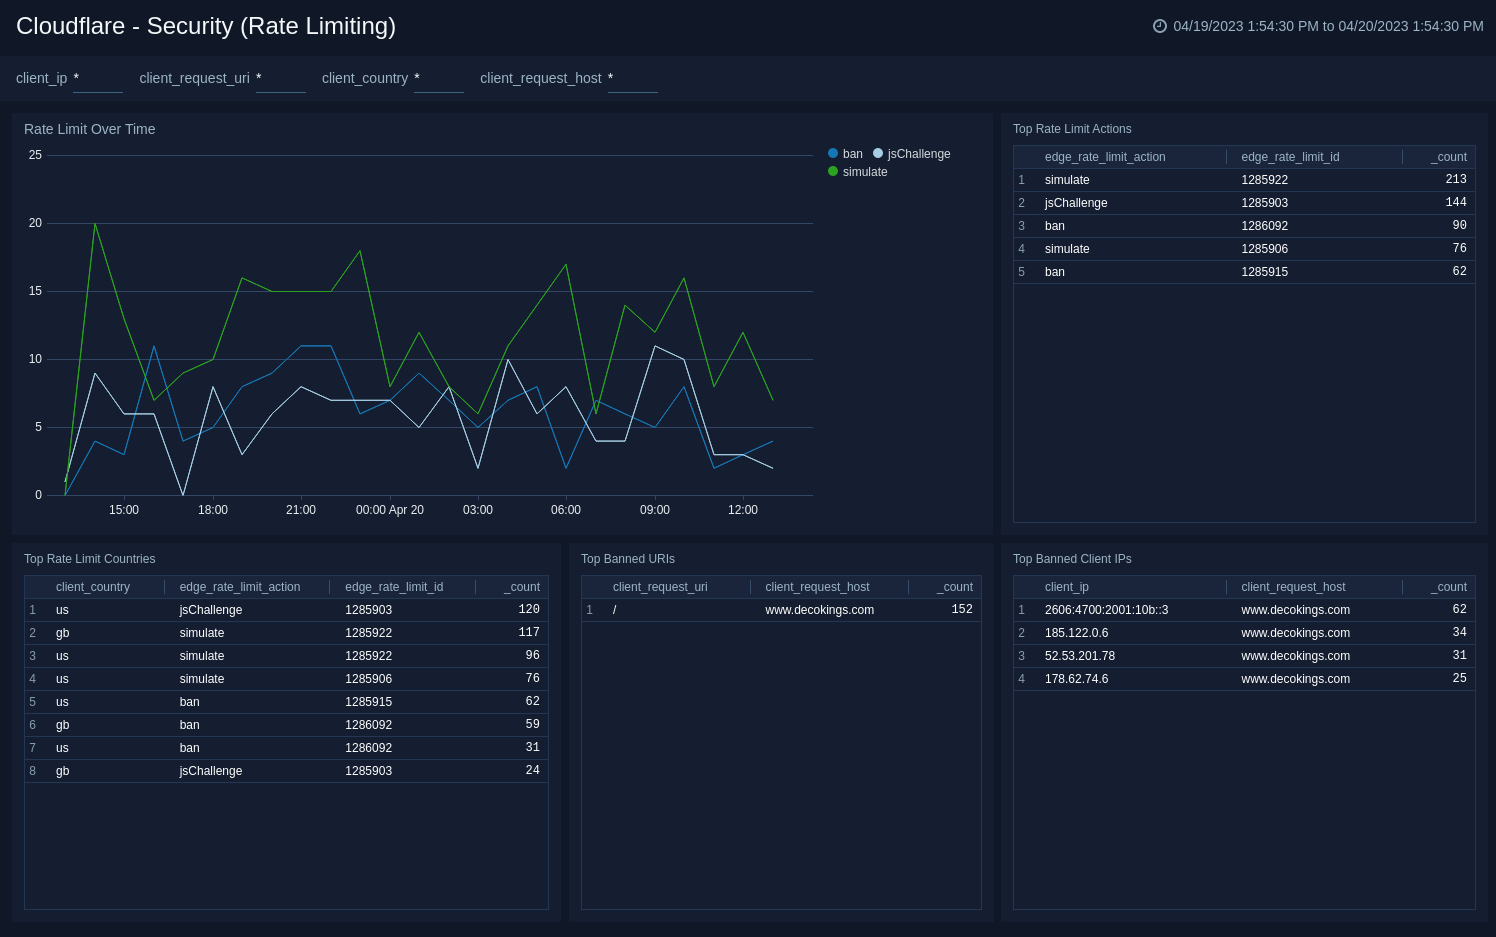 Cloudflare - Security (Rate Limiting)
04/19/2023 1:54:30 PM to 04/20/2023 1:54:30 PM
client_ip * client_request_uri * client_country * client_request_host *
Rate Limit Over Time
25
20
15
10
5
0
15:00 18:00 21:00 00:00 Apr 20 03:00 06:00 09:00 12:00
ban jsChallenge
simulate
Top Rate Limit Actions
edge_rate_limit_action edge_rate_limit_id _count
1 simulate 1285922 213
2 jsChallenge 1285903 144
3 ban 1286092 90
4 simulate 1285906 76
5 ban 1285915 62
Top Rate Limit Countries
client_country edge_rate_limit_action edge_rate_limit_id _count
1 us jsChallenge 1285903 120
2 gb simulate 1285922 117
3 us simulate 1285922 96
4 us simulate 1285906 76
5 us ban 1285915 62
6 gb ban 1286092 59
7 us ban 1286092 31
8 gb jsChallenge 1285903 24
Top Banned URIs
client_request_uri client_request_host _count
1 / www.decokings.com 152
Top Banned Client IPs
client_ip client_request_host _count
1 2606:4700:2001:10b::3 www.decokings.com 62
2 185.122.0.6 www.decokings.com 34
3 52.53.201.78 www.decokings.com 31
4 178.62.74.6 www.decokings.com 25